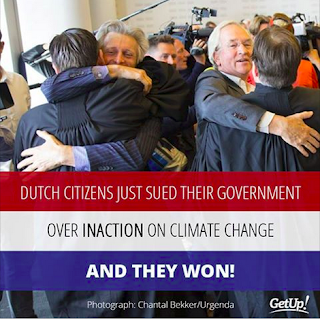 DUTCH CITIZENS JUST SUED THEIR GOVERNMENT
OVER INACTION ON CLIMATE CHANGE
AND THEY WON!
Photograph: Chantal Bekker/Urgenda
GetUp!